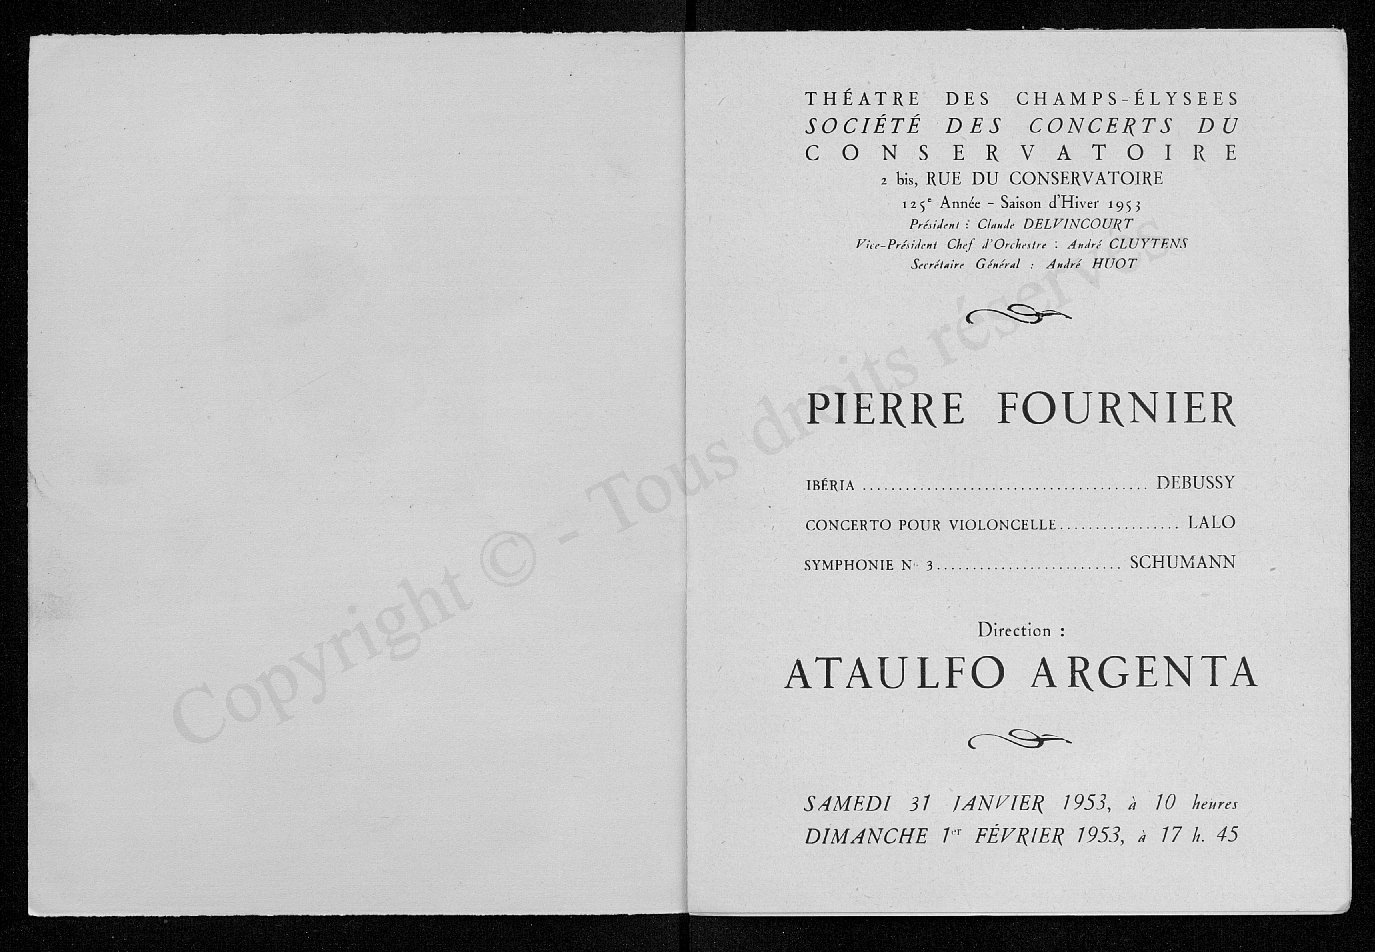 THÉATRE DES CHAMPS-ÉLYSEES
SOCIÉTÉ DES CONCERTS DU
CONSERVATOIRE
2 bis, RUE DU CONSERVATOIRE
125e Année - Saison d'Hiver 1953
Président : Claude DELVINCOURT
Vice-Président Chef d'Orchestre : André CLUYTENS
Secrétaire Général : André HUOT
PIERRE FOURNIER
IBÉRIA ........................................ DEBUSSY
CONCERTO POUR VIOLONCELLE................. LALO
SYMPHONIE N° 3.......................... SCHUMANN
Direction :
ATAULFO ARGENTA
SAMEDI 31 JANVIER 1953, à 10 heures
DIMANCHE 1er FÉVRIER 1953, à 17 h. 45
Copyright © - Tous droits réservés